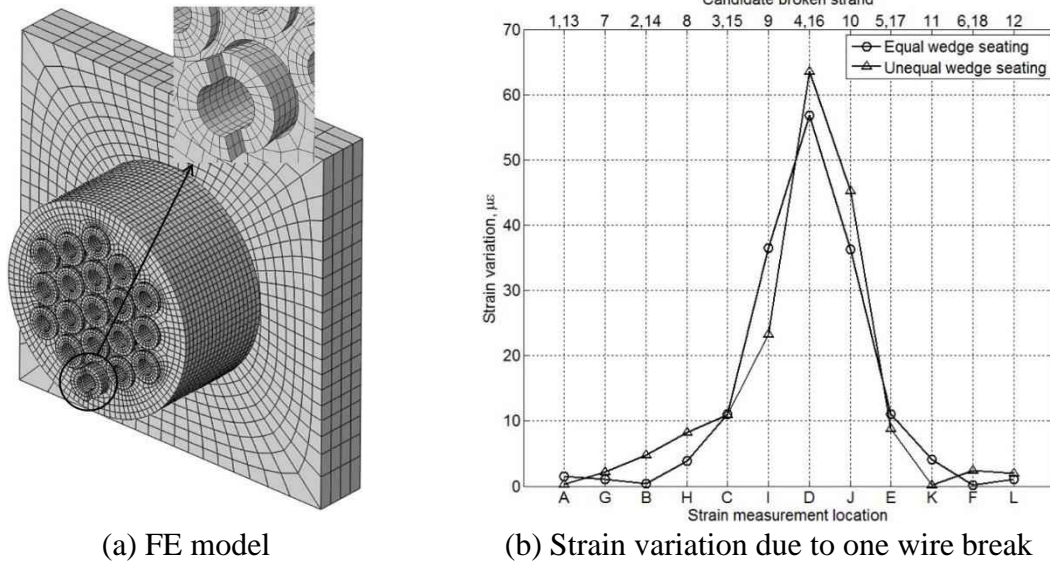 Candidate broken strand
1,13 7 2,14 8 3,15 9 4,16 10 5,17 11 6,18 12
70
Equal wedge seating
Unequal wedge seating
60
50
40
30
20
10
0
Strain variation, με
A G B H C I D J E K F L
Strain measurement location
(a) FE model
(b) Strain variation due to one wire break